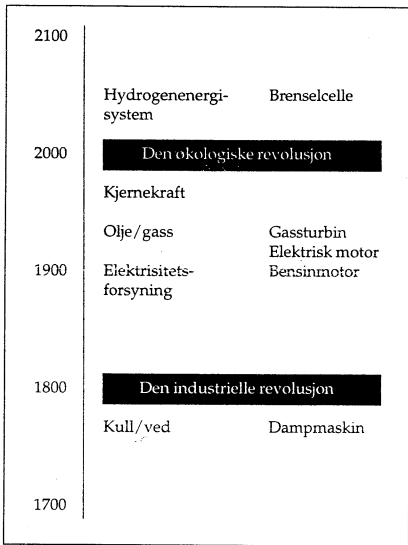 2100
Hydrogenenergi- Brenselcelle
system
2000 Den økologiske revolusjon
Kjernekraft
Olje/gass Gassturbin
Elektrisk motor
1900 Elektrisitets- Bensinmotor
forsyning
1800 Den industrielle revolusjon
Kull/ved Dampmaskin
1700